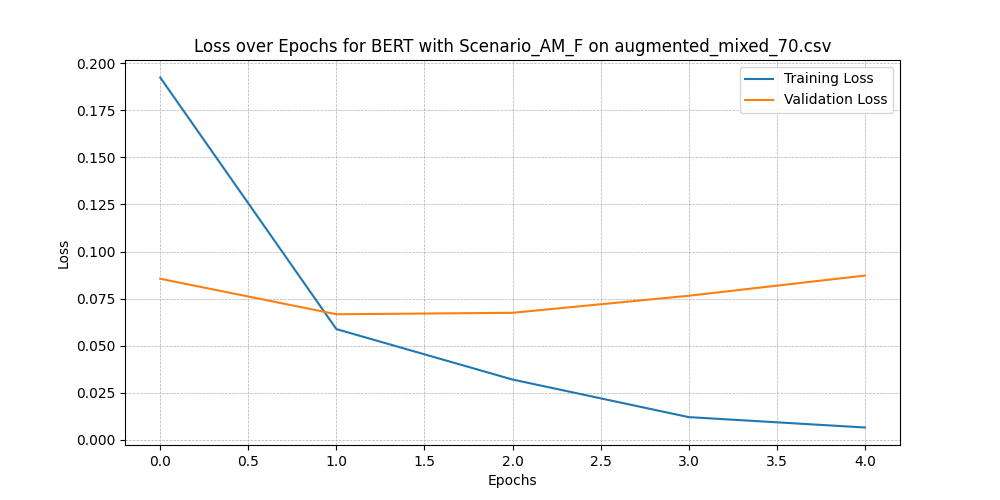 Loss over Epochs for BERT with Scenario_AM_F on augmented_mixed_70.csv
Training Loss
Validation Loss
0.200
0.175
0.150
0.125
0.100
0.075
0.050
0.025
0.000
Loss
0.0 0.5 1.0 1.5 2.0 2.5 3.0 3.5 4.0
Epochs